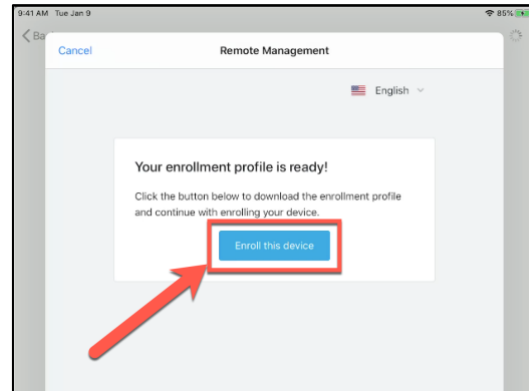 9:41 AM Tue Jan 9
85%
Cancel
Remote Management
English
Your enrollment profile is ready!
Click the button below to download the enrollment profile
and continue with enrolling your device.
Enroll this device